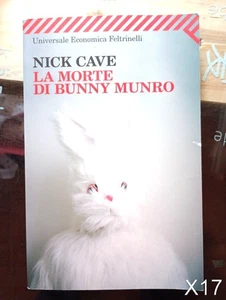 Universale Economica Feltrinelli
NICK CAVE
LA MORTE
DI BUNNY MUNRO
X17